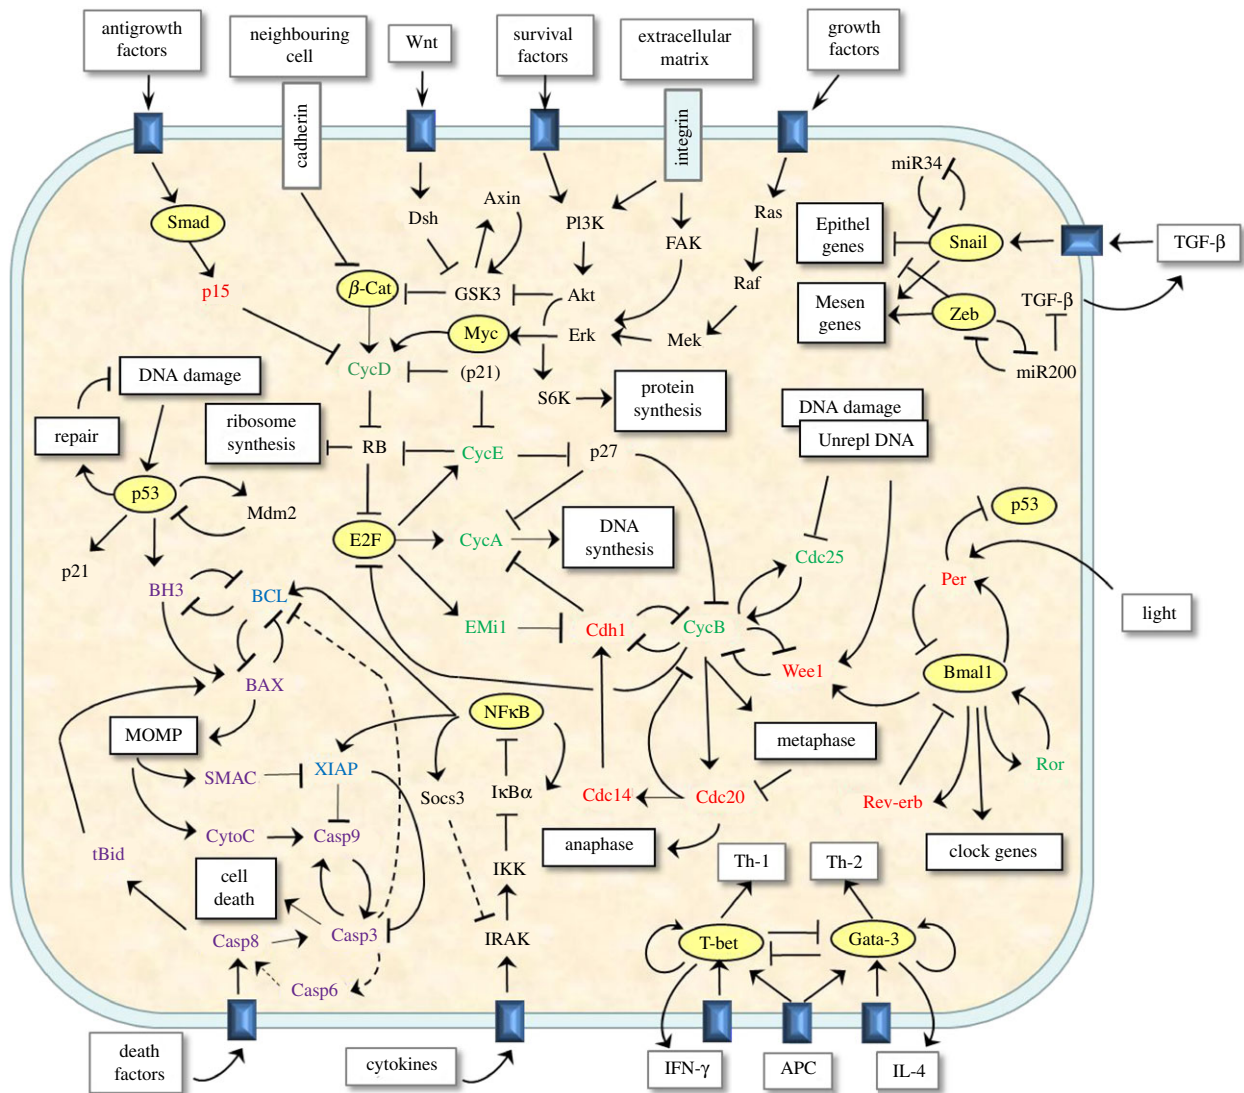 antigrowth
factors
neighbouring
cell
Wnt
survival
factors
extracellular
matrix
growth
factors
cadherin
integrin
miR34
Smad
Dsh
Axin
PI3K
FAK
Ras
Epithel
genes
Snail
TGF-β
p15
β-Cat
GSK3
Akt
Raf
Mesen
genes
Zeb
TGF-β
Myc
Erk
Mek
miR200
CycD
(p21)
DNA damage
S6K
protein
synthesis
DNA damage
Unrepl DNA
repair
ribosome
synthesis
RB
CycE
p27
p53
Mdm2
p53
E2F
CycA
DNA
synthesis
Cdc25
p21
BH3
BCL
Per
light
EMi1
Cdh1
CycB
Wee1
Bmal1
BAX
NFκB
MOMP
metaphase
SMAC
XIAP
Socs3
IκBα
Cdc14
Cdc20
Rev-erb
Ror
CytoC
Casp9
anaphase
clock genes
tBid
cell
death
IKK
Th-1
Th-2
Casp8
Casp3
IRAK
T-bet
Gata-3
Casp6
death
factors
cytokines
IFN-γ
APC
IL-4